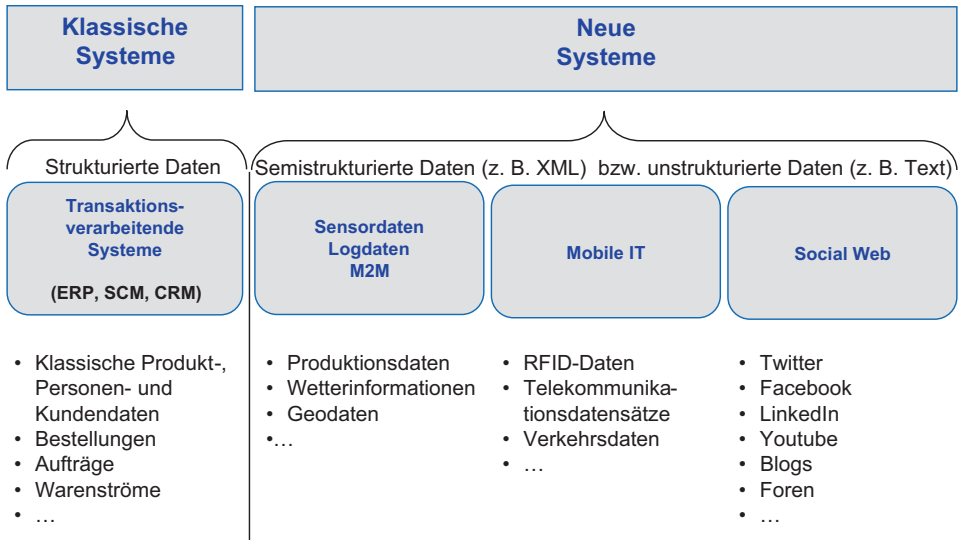 Klassische
Systeme
Neue
Systeme
Strukturierte Daten
Semistrukturierte Daten (z. B. XML) bzw. unstrukturierte Daten (z. B. Text)
Transaktions-
verarbeitende
Systeme
(ERP, SCM, CRM)
Sensordaten
Logdaten
M2M
Mobile IT
Social Web
• Klassische Produkt-,
Personen- und
Kundendaten
• Bestellungen
• Aufträge
• Warenströme
• …
• Produktionsdaten
• Wetterinformationen
• Geodaten
•…
• RFID-Daten
• Telekommunika-
tionsdatensätze
• Verkehrsdaten
• …
• Twitter
• Facebook
• LinkedIn
• Youtube
• Blogs
• Foren
• …